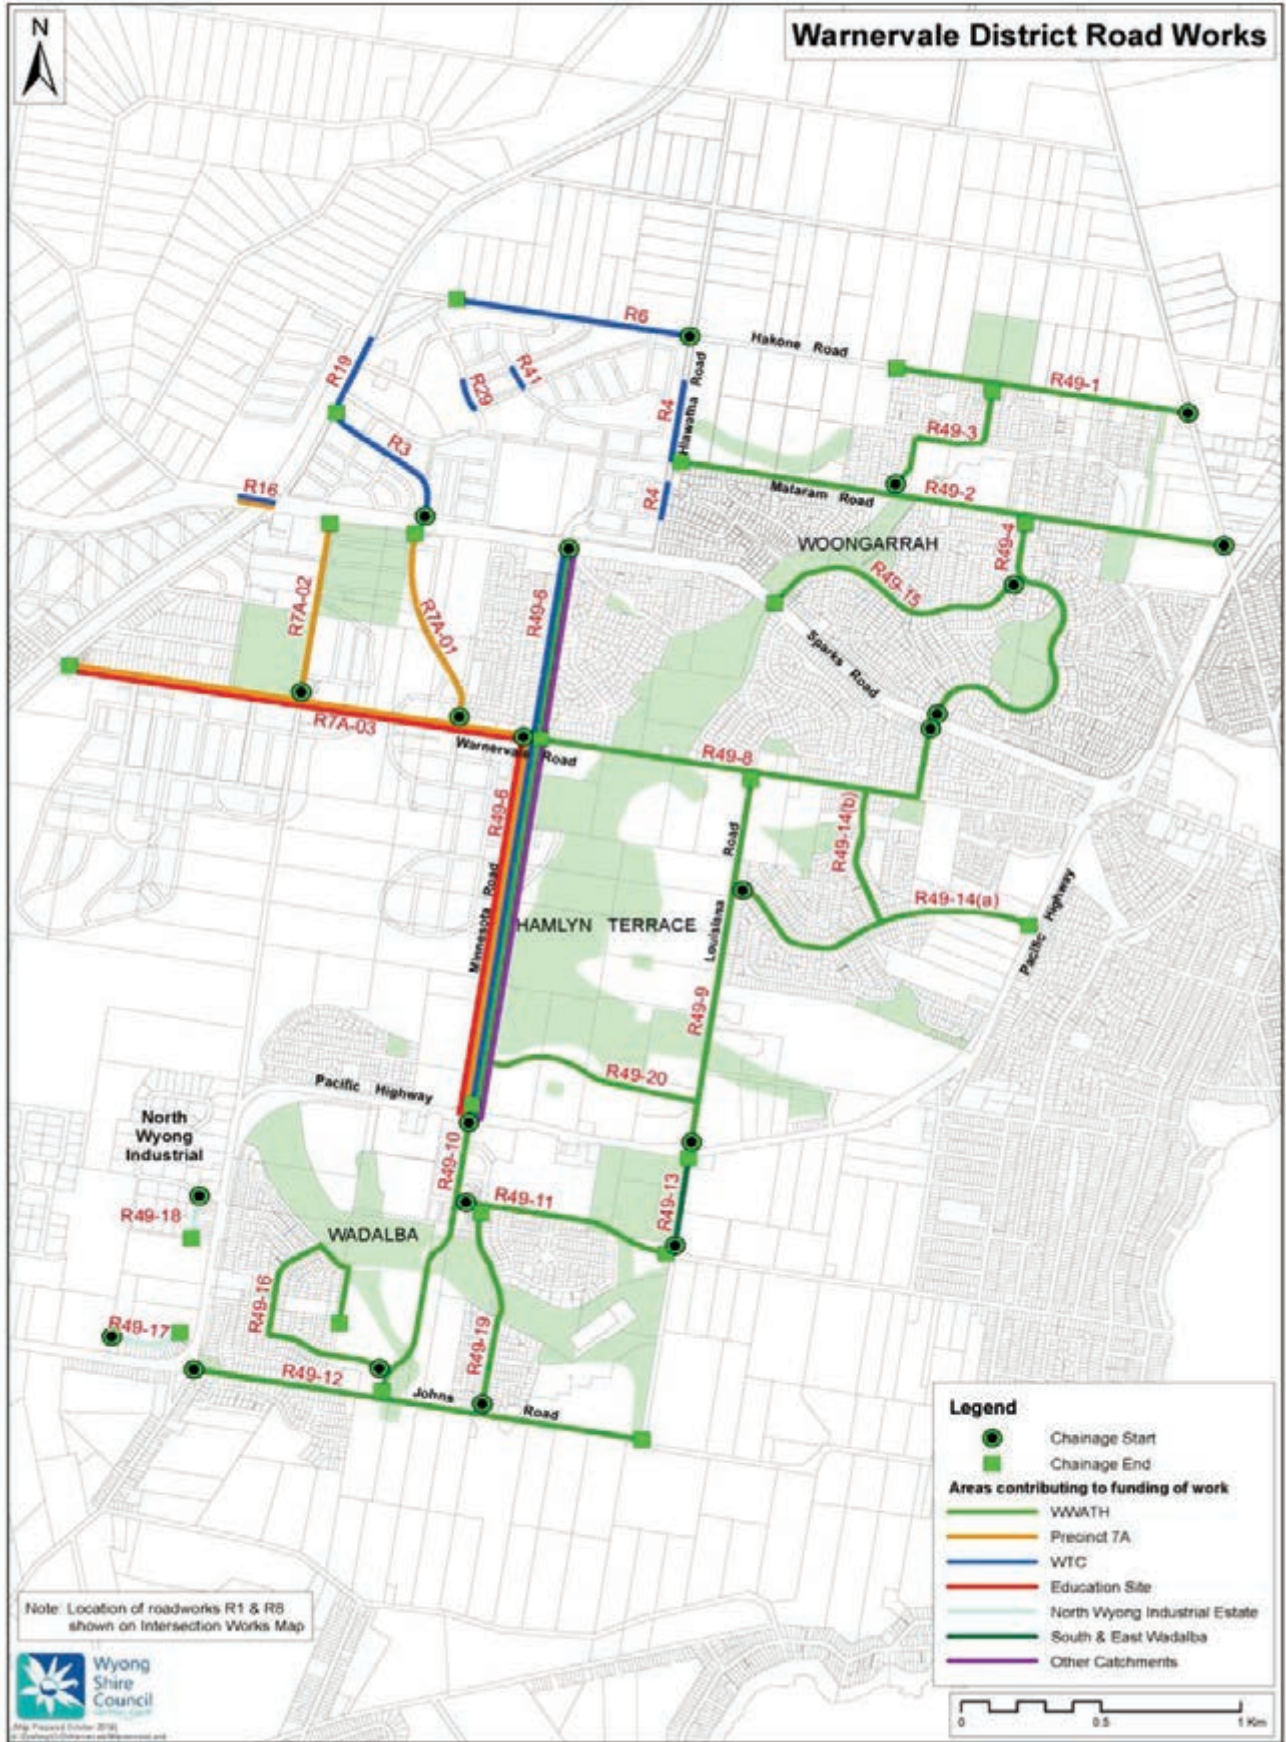 N
Warnervale District Road Works
R6
Hakone Road
R19
R41
R29
R49-1
R4
Hiawatha Road
R3
R49-3
R16
Mataram Road
R49-2
R4
WOONGARRAH
R49-4
R49-15
R7A-02
R7A-01
R49-6
Sparks Road
R7A-03
Warnervale Road
R49-8
R49-6
R49-14(b)
Louisiana Road
Minnesota Road
HAMLYN TERRACE
R49-14(a)
Pacific Highway
R49-9
R49-20
Pacific Highway
North
Wyong
Industrial
R49-10
R49-11
R49-13
R49-18
WADALBA
R49-16
R49-17
R49-19
R49-12
Johns Road
Legend
Chainage Start
Chainage End
Areas contributing to funding of work
WWATH
Precinct 7A
WTC
Education Site
North Wyong Industrial Estate
South & East Wadalba
Other Catchments
Note: Location of roadworks R1 & R8
shown on Intersection Works Map
Wyong
Shire
Council
0 0.5 1 Km